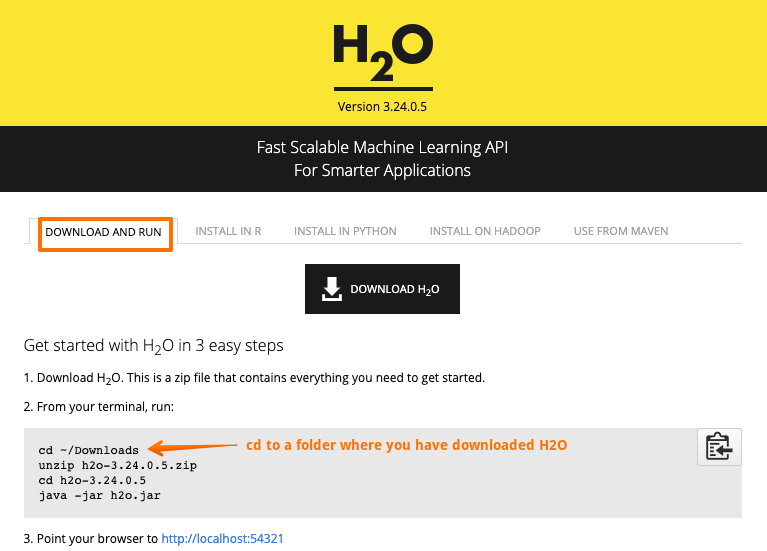 H2O
Version 3.24.0.5
Fast Scalable Machine Learning API
For Smarter Applications
DOWNLOAD AND RUN
INSTALL IN R
INSTALL IN PYTHON
INSTALL ON HADOOP
USE FROM MAVEN
DOWNLOAD H2O
Get started with H2O in 3 easy steps
1. Download H2O. This is a zip file that contains everything you need to get started.
2. From your terminal, run:
cd ~/Downloads
cd to a folder where you have downloaded H2O
unzip h2o-3.24.0.5.zip
cd h2o-3.24.0.5
java -jar h2o.jar
3. Point your browser to http://localhost:54321